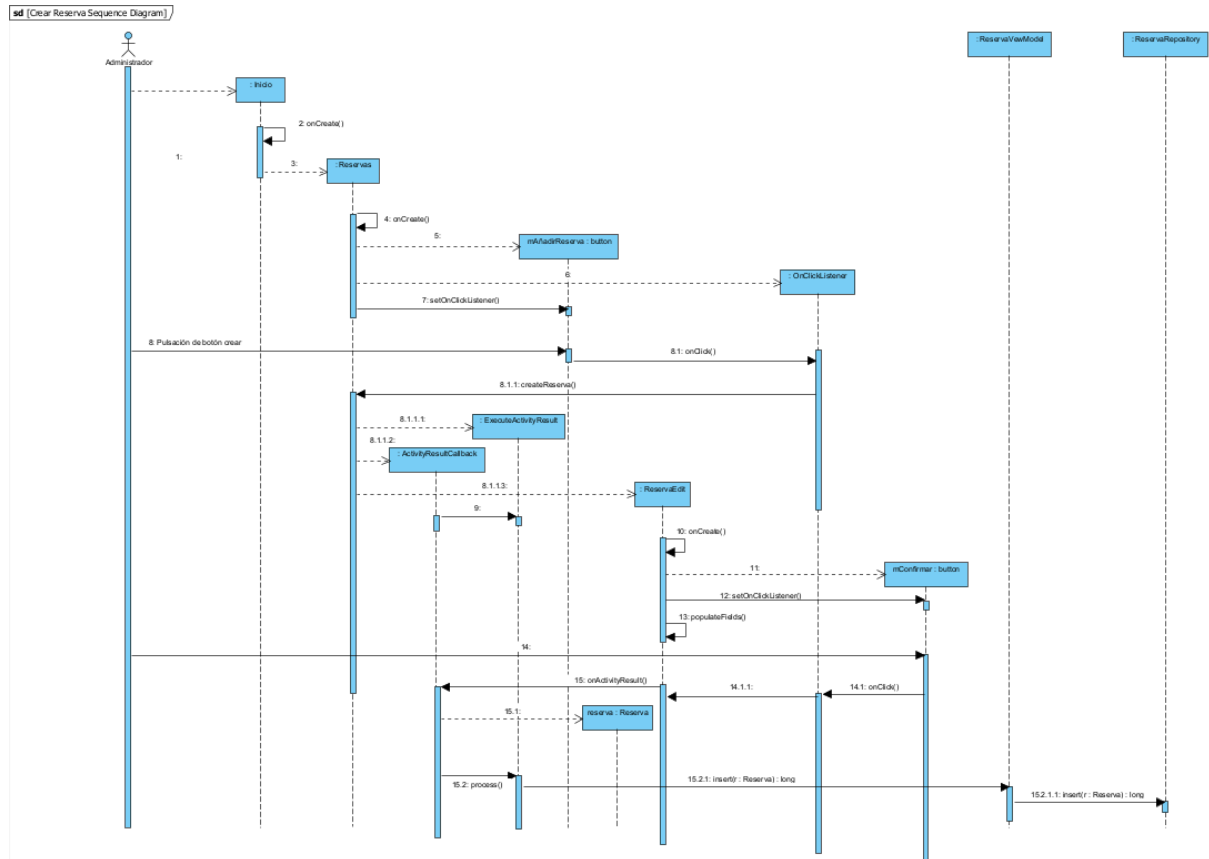 sd [Crear Reserva Sequence Diagram]
: ReservaVewModel
: ReservaRepository
Administrador
: Inicio
2: onCreate()
1:
3:
: Reservas
4: onCreate()
5:
mAñadirReserva : button
6:
: OnClickListener
7: setOnClickListener()
8: Pulsación de botón crear
8.1: onClick()
8.1.1: createReserva()
8.1.1.1:
: ExecuteActivityResult
8.1.1.2:
: ActivityResultCallback
8.1.1.3:
: ReservaEdit
9:
10: onCreate()
11:
mConfirmar : button
12: setOnClickListener()
13: populateFields()
14:
15: onActivityResult()
14.1.1:
14.1: onClick()
15.1:
reserva : Reserva
15.2: process()
15.2.1: insert(r : Reserva) : long
15.2.1.1: insert(r : Reserva) : long